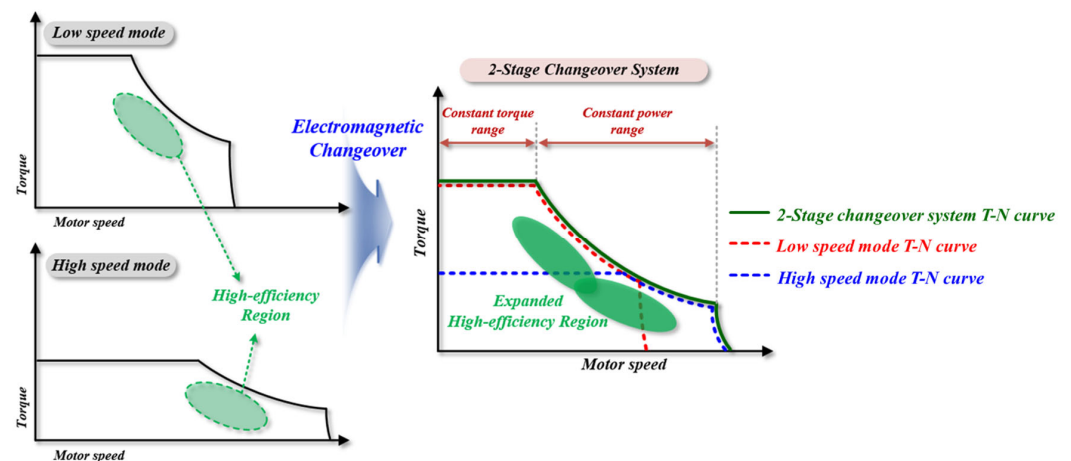 Low speed mode
Torque
Motor speed
High speed mode
Torque
Motor speed
High-efficiency
Region
Electromagnetic
Changeover
2-Stage Changeover System
Constant torque
range
Constant power
range
Torque
Expanded
High-efficiency Region
Motor speed
2-Stage changeover system T-N curve
Low speed mode T-N curve
High speed mode T-N curve